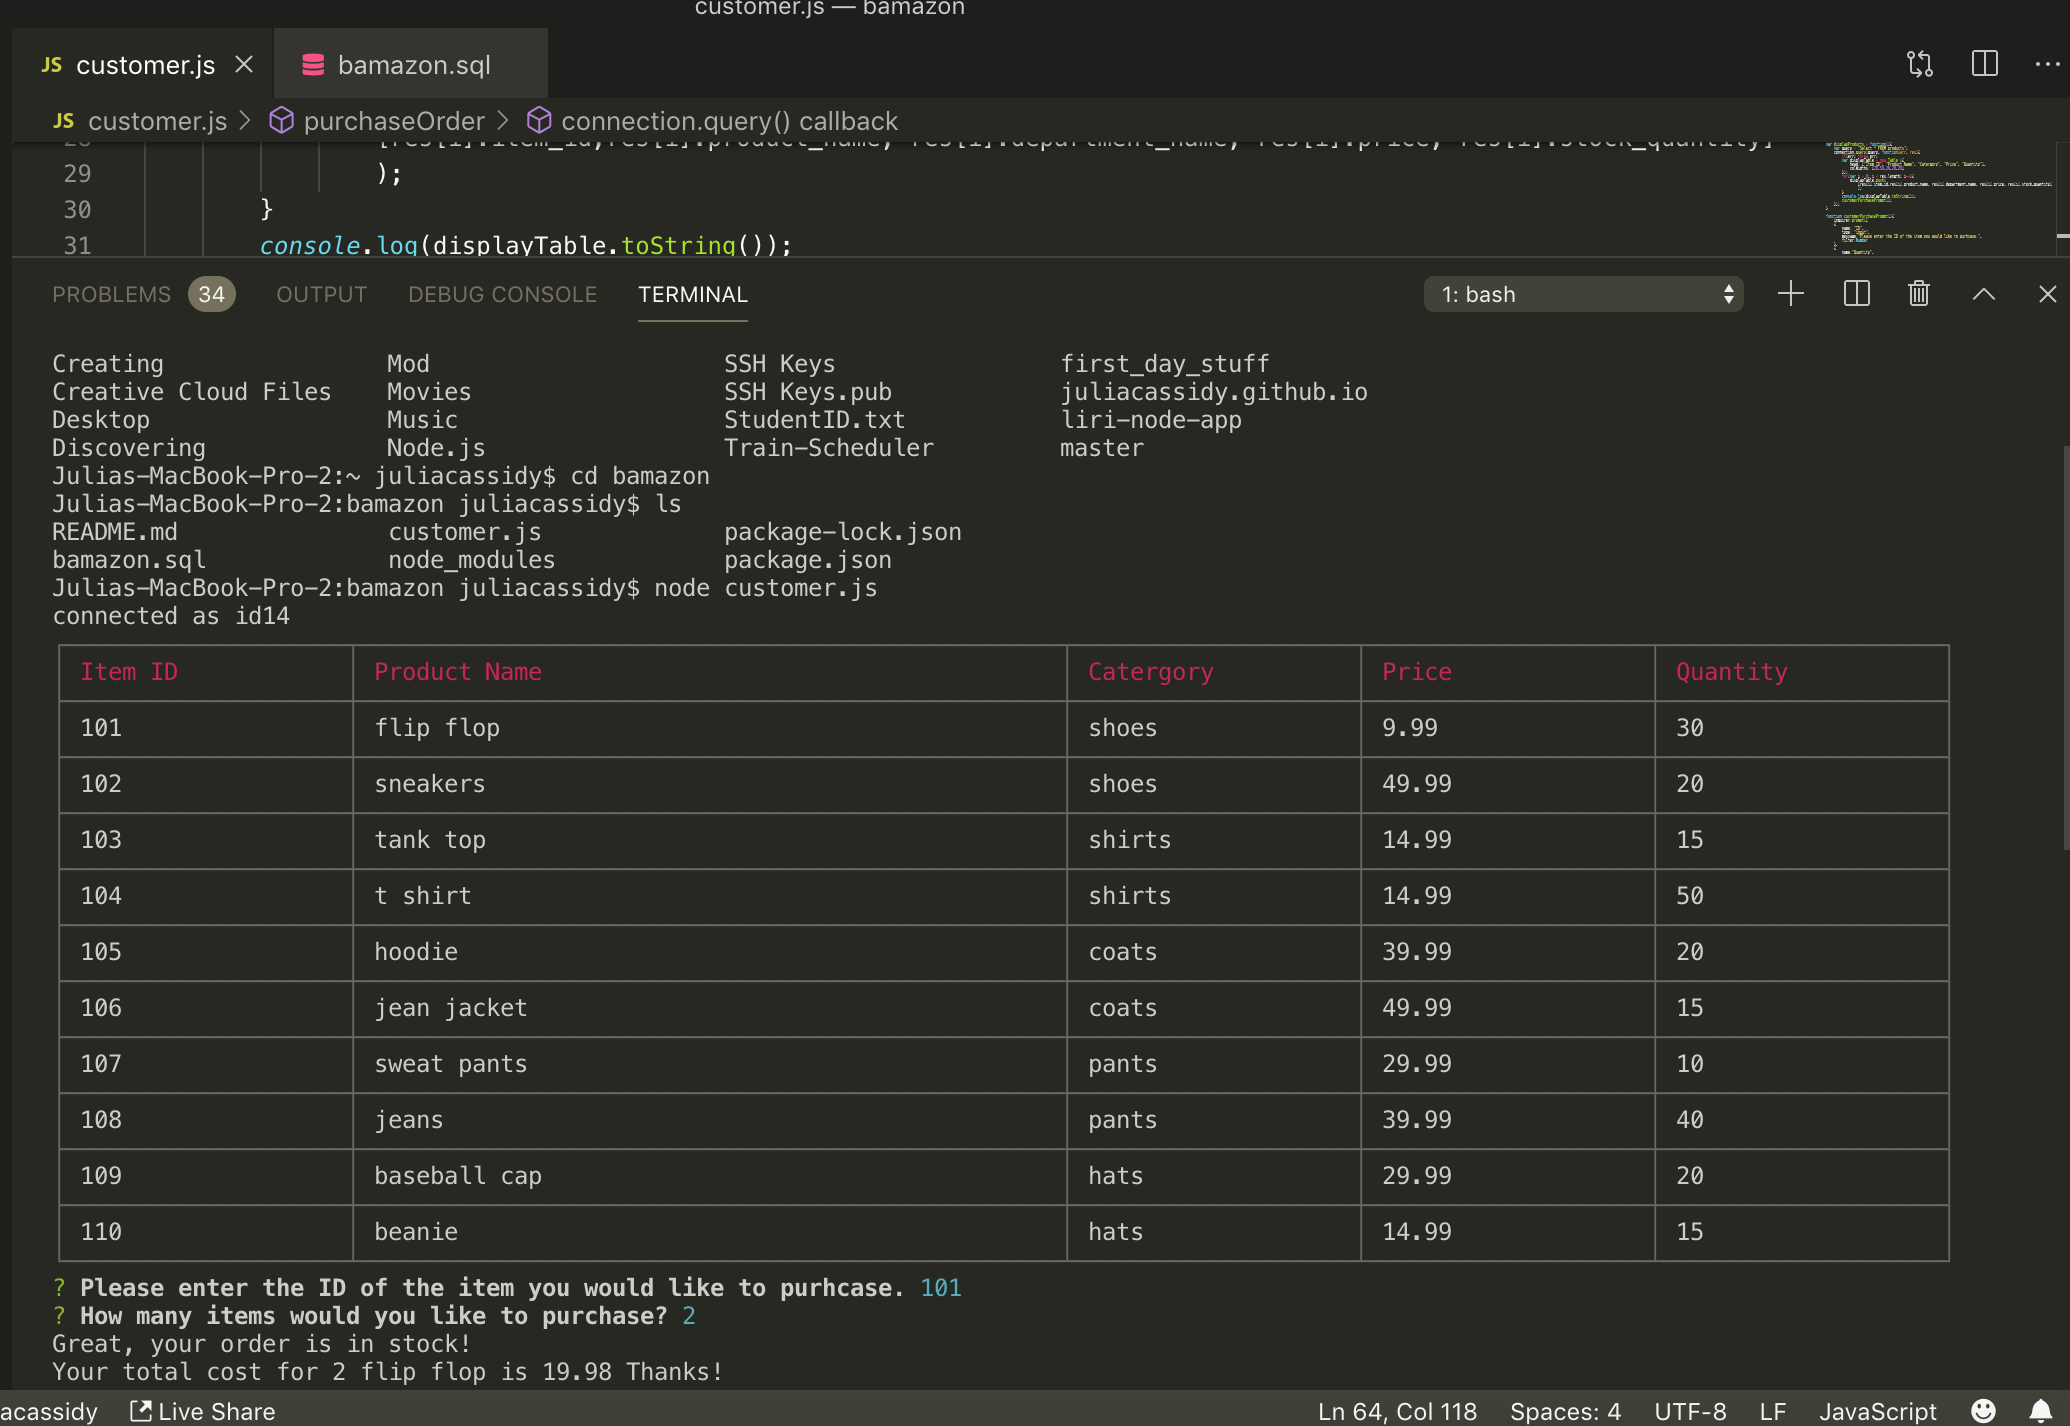 customer.js — bamazon
JS customer.js
bamazon.sql
JS customer.js > purchaseOrder > connection.query() callback
28 [res[i].item_id,res[i].product_name, res[i].department_name, res[i].price, res[i].stock_quantity]
29 );
30 }
31 console.log(displayTable.toString());
PROBLEMS 34 OUTPUT DEBUG CONSOLE TERMINAL 1: bash
Creating Mod SSH Keys first_day_stuff
Creative Cloud Files Movies SSH Keys.pub juliacassidy.github.io
Desktop Music StudentID.txt liri-node-app
Discovering Node.js Train-Scheduler master
Julias-MacBook-Pro-2:~ juliacassidy$ cd bamazon
Julias-MacBook-Pro-2:bamazon juliacassidy$ ls
README.md customer.js package-lock.json
bamazon.sql node_modules package.json
Julias-MacBook-Pro-2:bamazon juliacassidy$ node customer.js
connected as id14
Item ID Product Name Catergory Price Quantity
101 flip flop shoes 9.99 30
102 sneakers shoes 49.99 20
103 tank top shirts 14.99 15
104 t shirt shirts 14.99 50
105 hoodie coats 39.99 20
106 jean jacket coats 49.99 15
107 sweat pants pants 29.99 10
108 jeans pants 39.99 40
109 baseball cap hats 29.99 20
110 beanie hats 14.99 15
? Please enter the ID of the item you would like to purhcase. 101
? How many items would you like to purchase? 2
Great, your order is in stock!
Your total cost for 2 flip flop is 19.98 Thanks!
acassidy Live Share Ln 64, Col 118 Spaces: 4 UTF-8 LF JavaScript